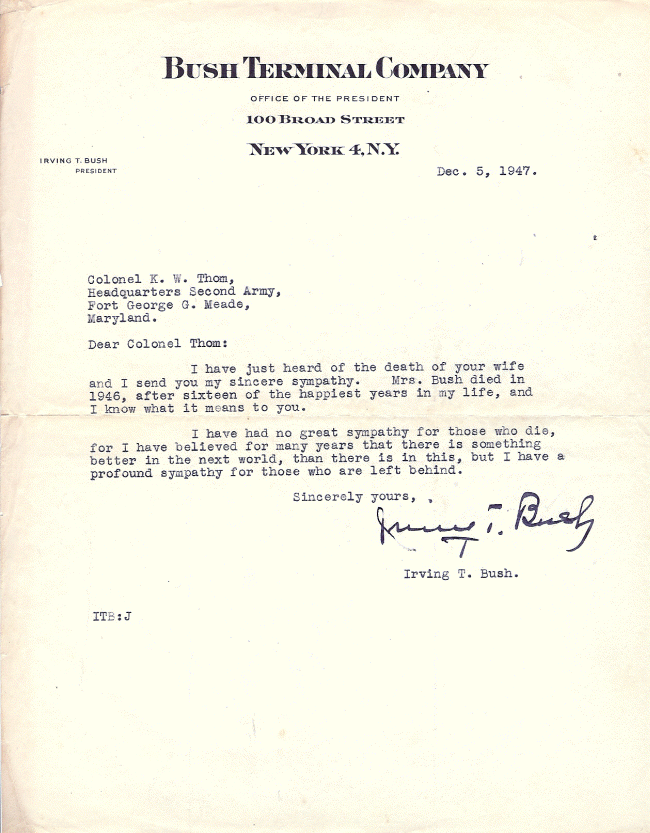 BUSH TERMINAL COMPANY
OFFICE OF THE PRESIDENT
100 BROAD STREET
NEW YORK 4, N.Y.
IRVING T. BUSH
PRESIDENT
Dec. 5, 1947.
Colonel K. W. Thom,
Headquarters Second Army,
Fort George G. Meade,
Maryland.
Dear Colonel Thom:
I have just heard of the death of your wife
and I send you my sincere sympathy. Mrs. Bush died in
1946, after sixteen of the happiest years in my life, and
I know what it means to you.
I have had no great sympathy for those who die,
for I have believed for many years that there is something
better in the next world, than there is in this, but I have a
profound sympathy for those who are left behind.
Sincerely yours,
Irving T. Bush
Irving T. Bush.
ITB:J